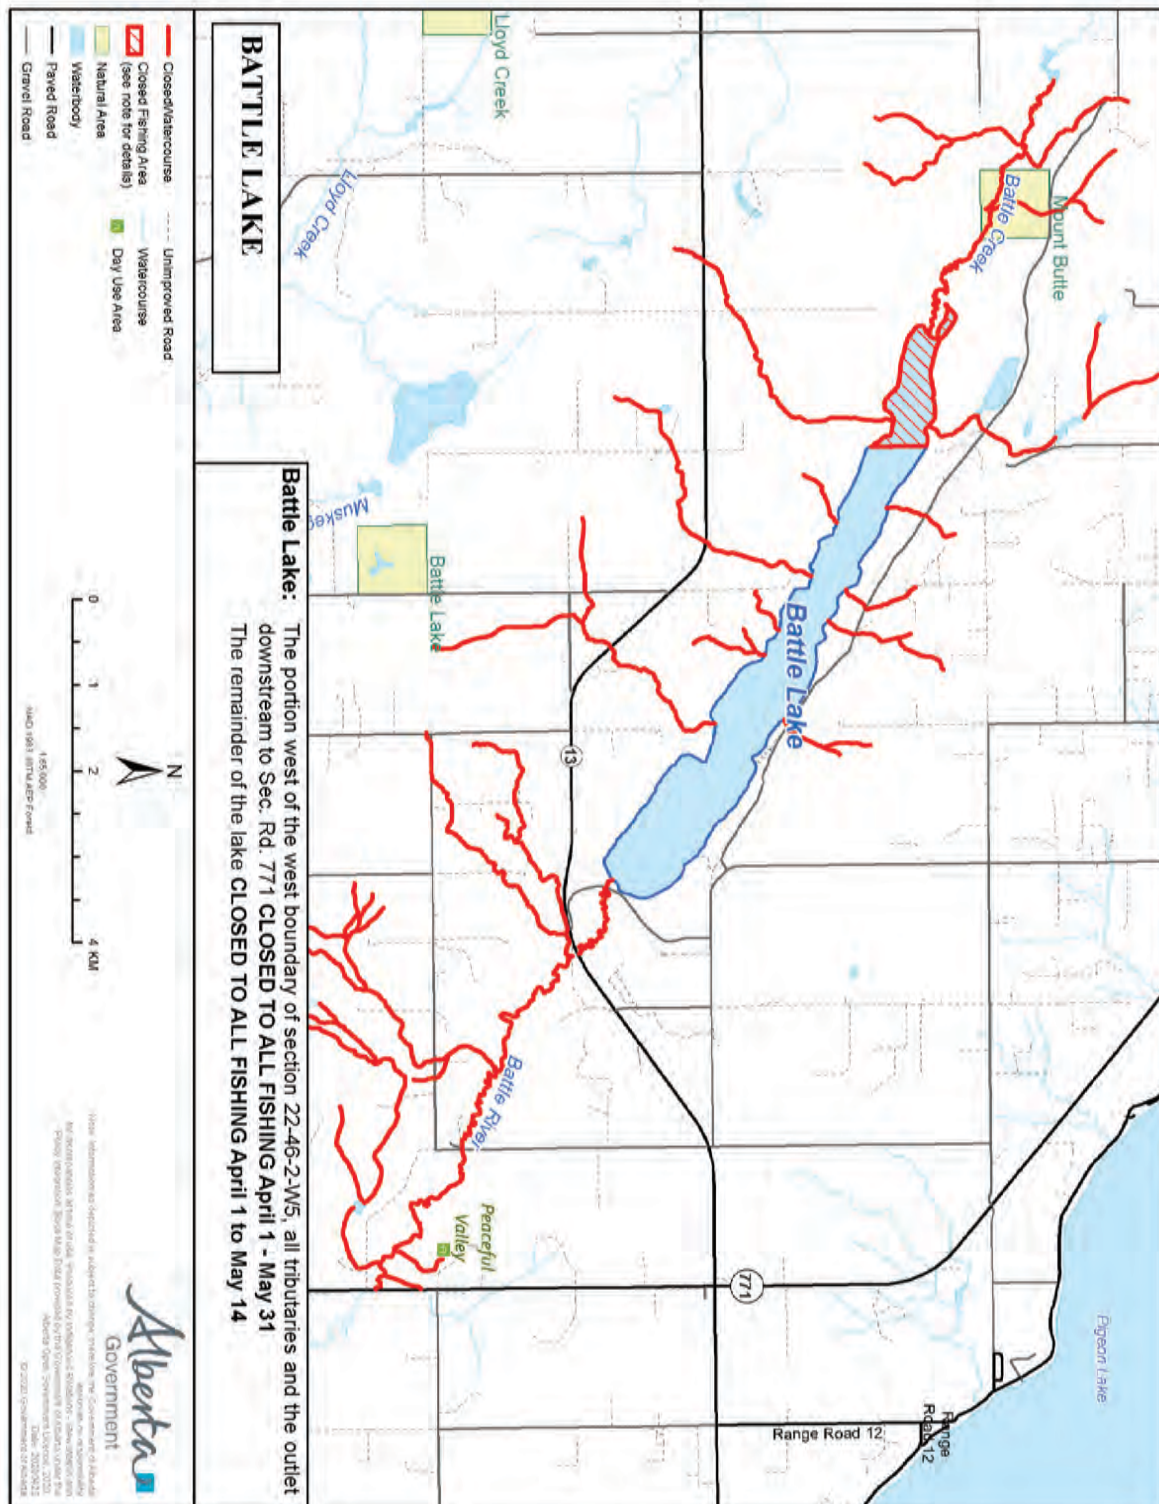 Lloyd Creek
Lloyd Creek
Mount Butte
Battle Creek
Battle Lake
Battle Lake
13
Battle River
Peaceful
Valley
771
Pigeon Lake
Range Road 12
Range
Road 12
BATTLE LAKE
Battle Lake: The portion west of the west boundary of section 22-46-2-W5, all tributaries and the outlet
downstream to Sec. Rd. 771 CLOSED TO ALL FISHING April 1 - May 31
The remainder of the lake CLOSED TO ALL FISHING April 1 to May 14
ClosedWatercourse
Closed Fishing Area
(see note for details)
Natural Area
Waterbody
Paved Road
Gravel Road
Unimproved Road
Watercourse
Day Use Area
N
0 1 2 4 KM
Alberta
Government